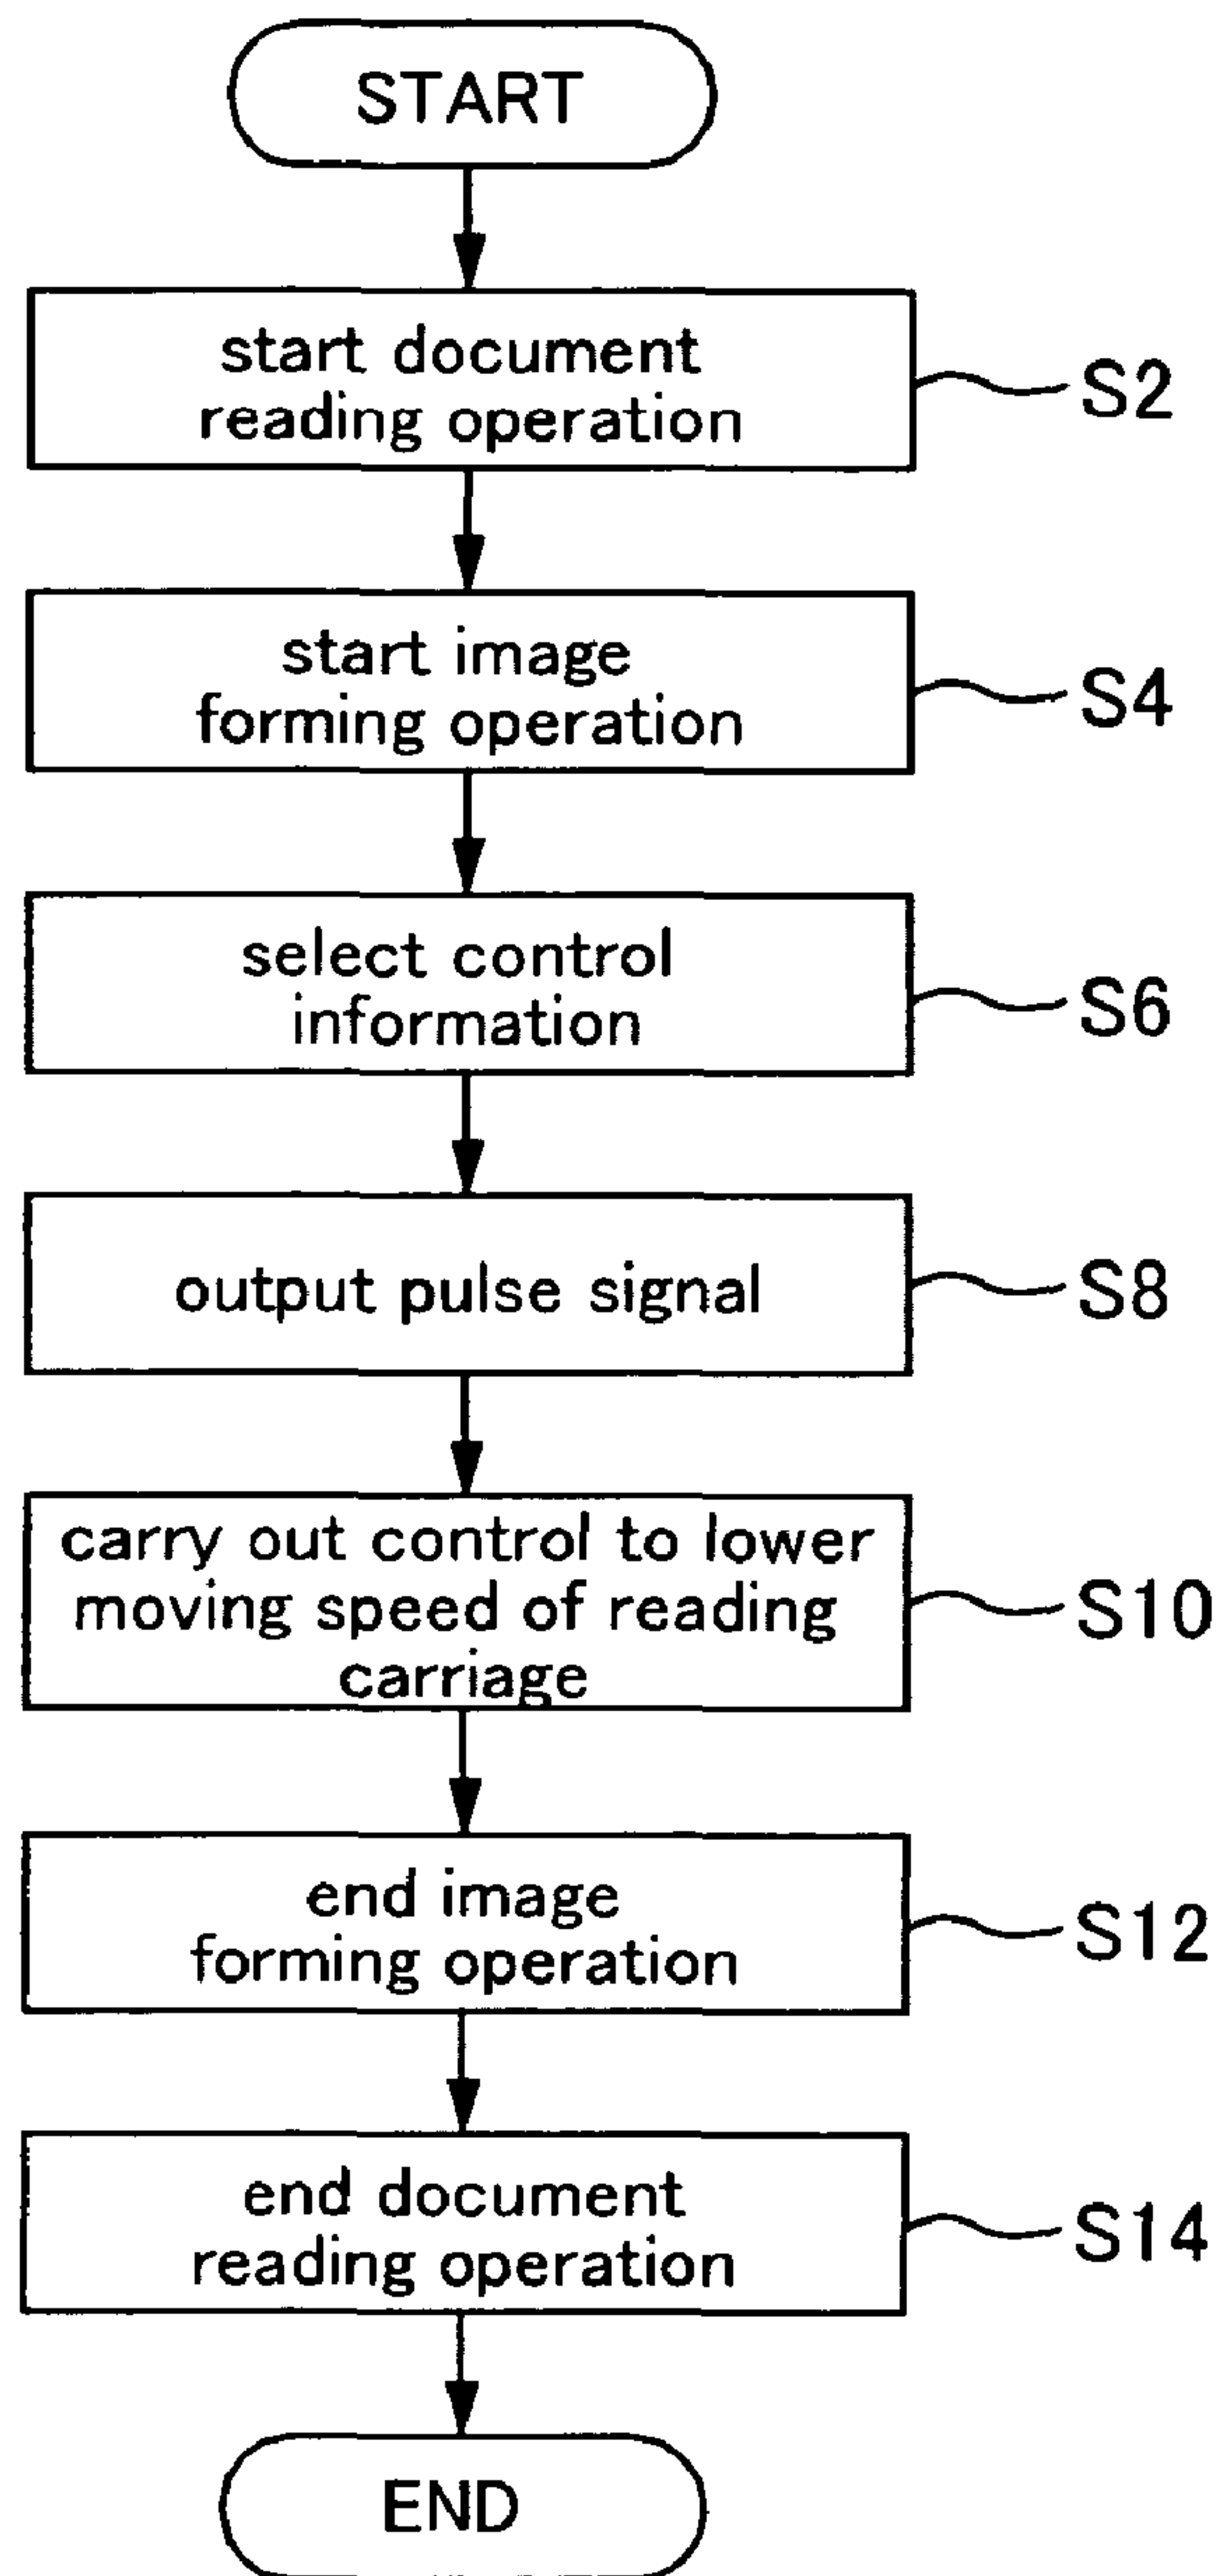 START
start document
reading operation
S2
start image
forming operation
S4
select control
information
S6
output pulse signal
S8
carry out control to lower
moving speed of reading
carriage
S10
end image
forming operation
S12
end document
reading operation
S14
END